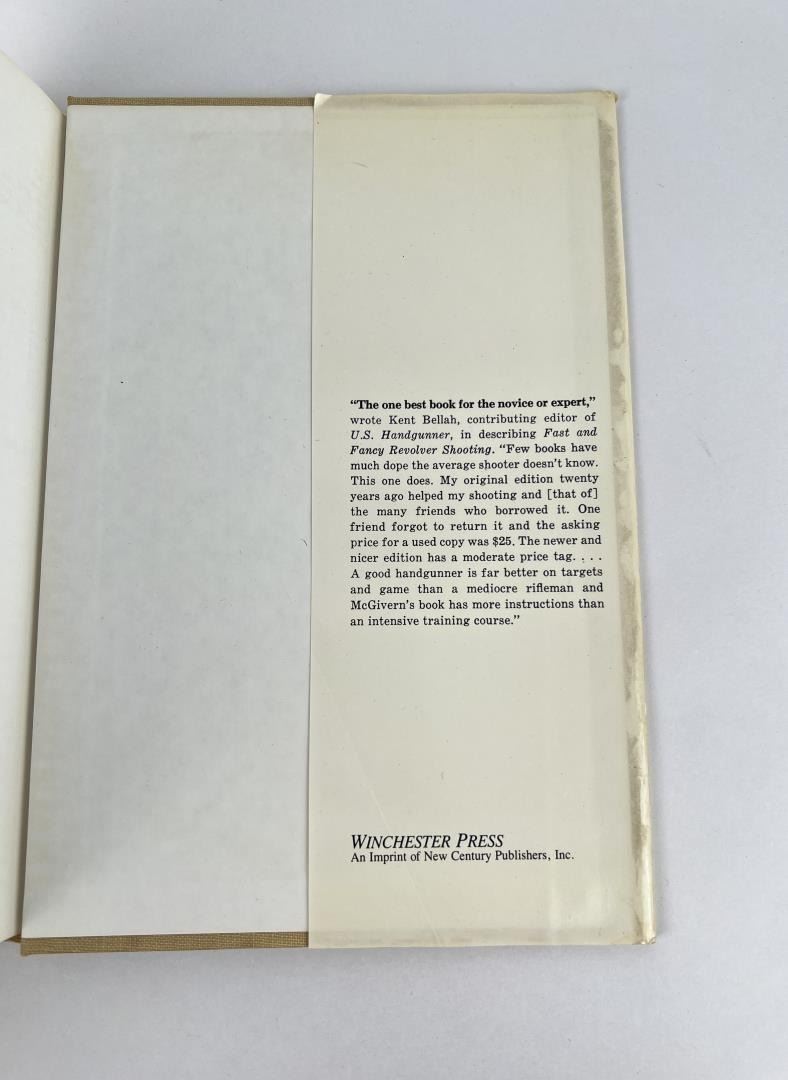 "The one best book for the novice or expert,"
wrote Kent Bellah, contributing editor of
U.S. Handgunner, in describing Fast and
Fancy Revolver Shooting. "Few books have
much dope the average shooter doesn't know.
This one does. My original edition twenty
years ago helped my shooting and [that of]
the many friends who borrowed it. One
friend forgot to return it and the asking
price for a used copy was $25. The newer and
nicer edition has a moderate price tag. . . .
A good handgunner is far better on targets
and game than a mediocre rifleman and
McGivern's book has more instructions than
an intensive training course."
WINCHESTER PRESS
An Imprint of New Century Publishers, Inc.